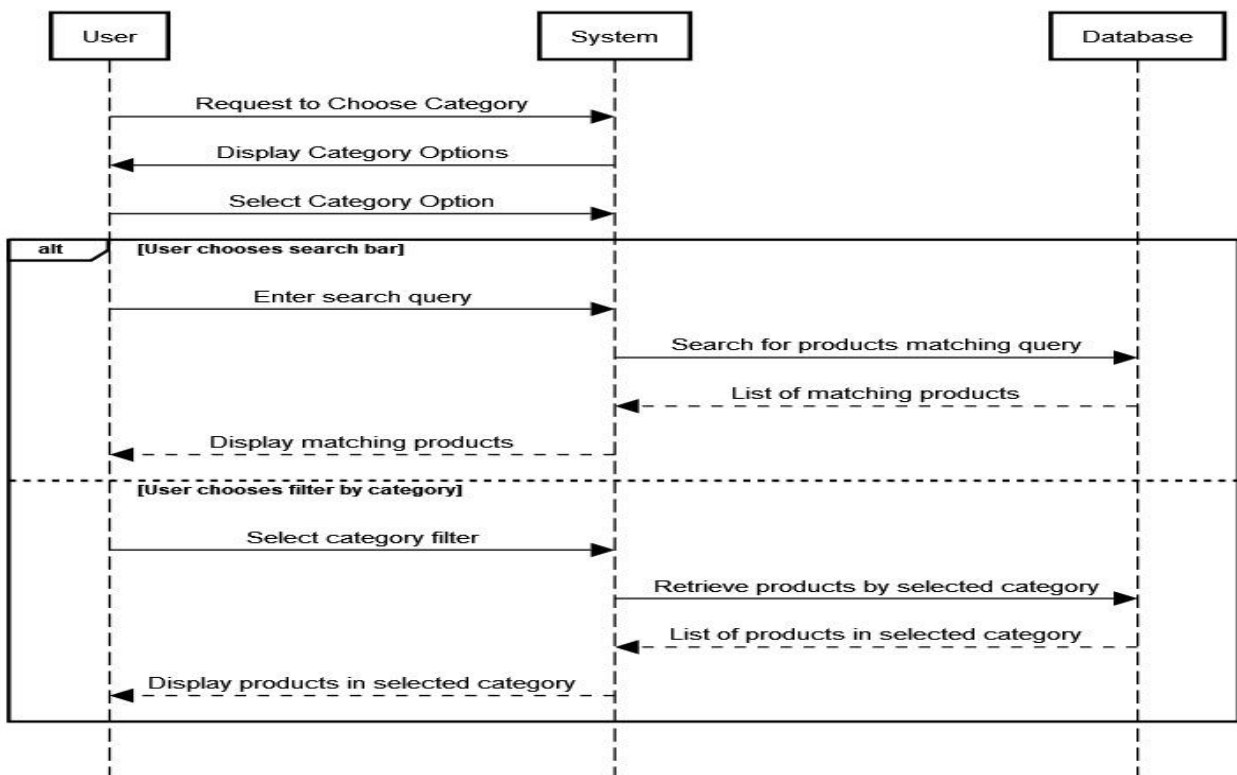 User
System
Database
Request to Choose Category
Display Category Options
Select Category Option
alt
[User chooses search bar]
Enter search query
Search for products matching query
List of matching products
Display matching products
[User chooses filter by category]
Select category filter
Retrieve products by selected category
List of products in selected category
Display products in selected category